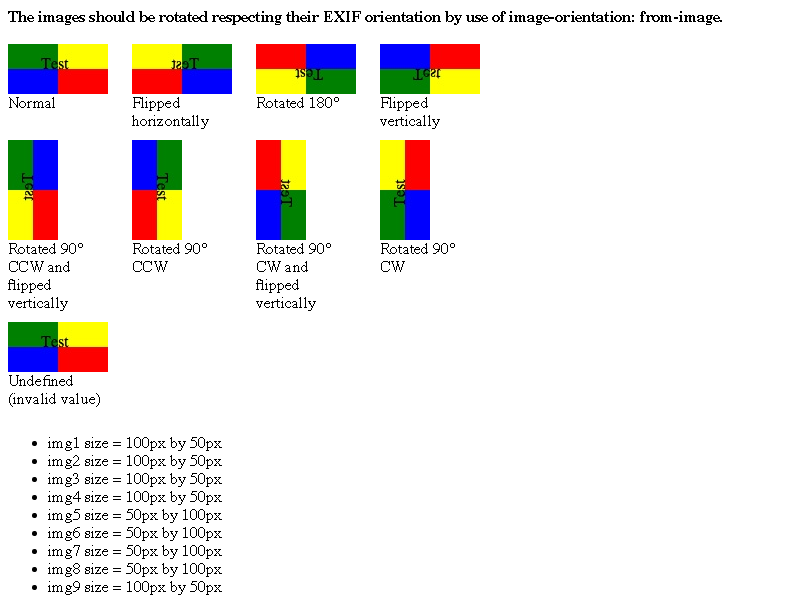 The images should be rotated respecting their EXIF orientation by use of image-orientation: from-image.
Test
Test
Test
Test
Normal
Flipped
horizontally
Rotated 180°
Flipped
vertically
Test
Test
Test
Test
Rotated 90°
CCW and
flipped
vertically
Rotated 90°
CCW
Rotated 90°
CW and
flipped
vertically
Rotated 90°
CW
Test
Undefined
(invalid value)
• img1 size = 100px by 50px
• img2 size = 100px by 50px
• img3 size = 100px by 50px
• img4 size = 100px by 50px
• img5 size = 50px by 100px
• img6 size = 50px by 100px
• img7 size = 50px by 100px
• img8 size = 50px by 100px
• img9 size = 100px by 50px